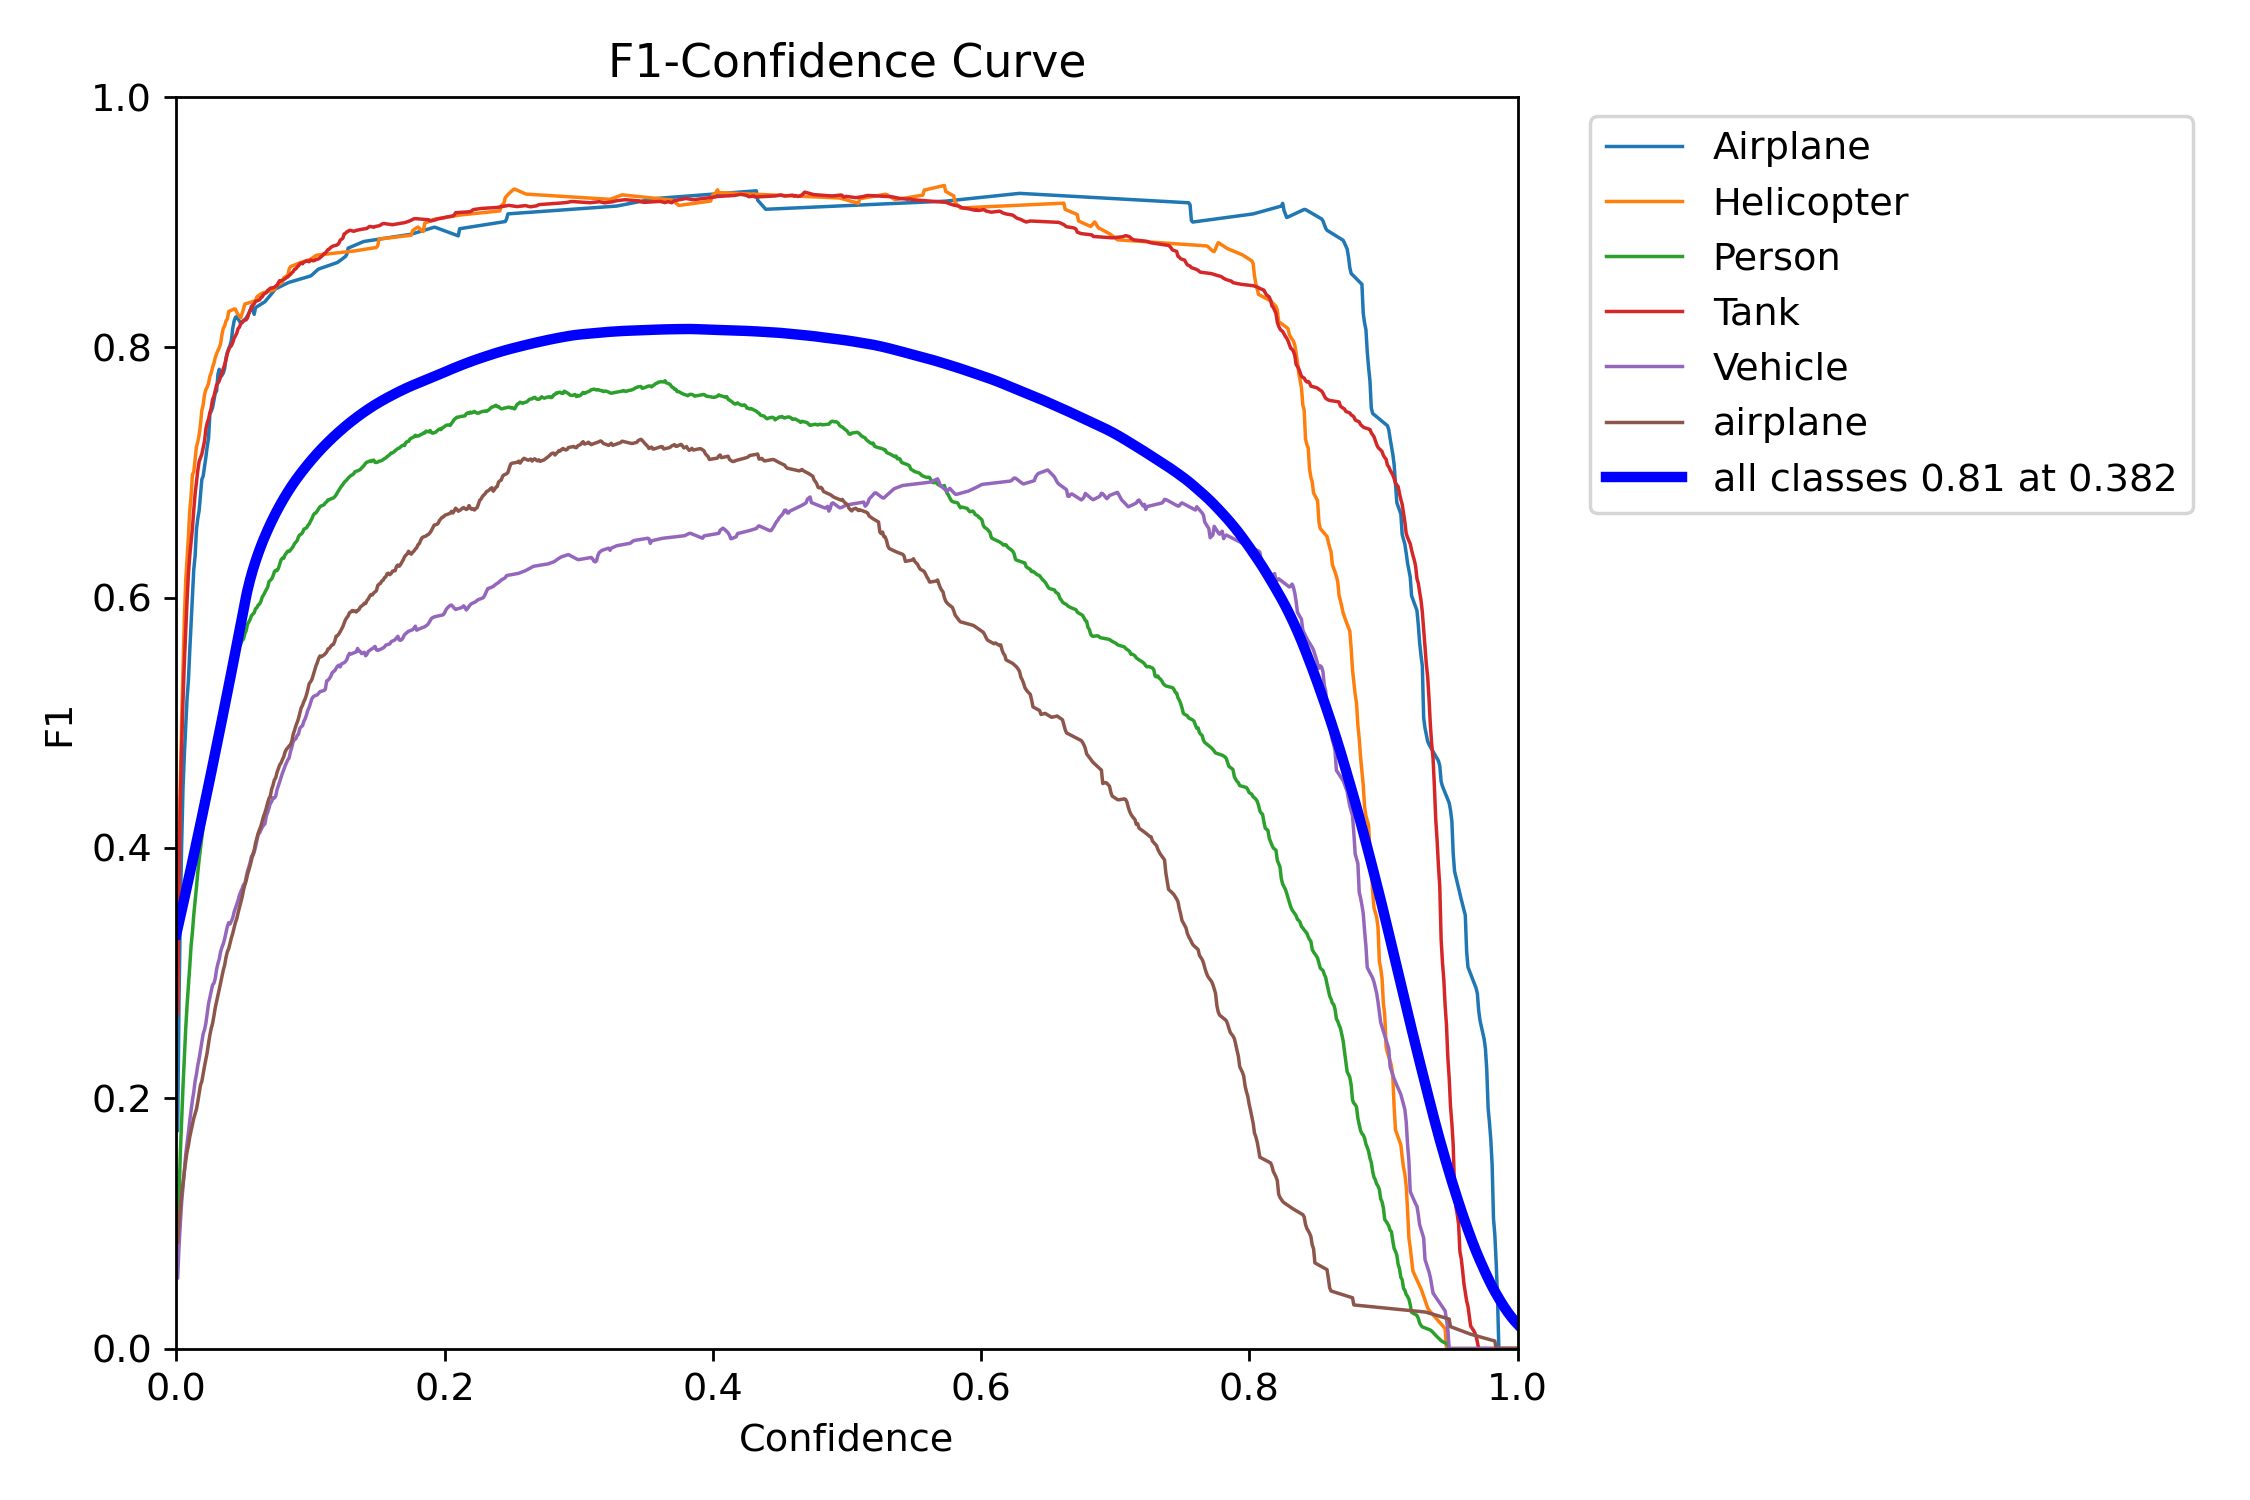 F1-Confidence Curve
1.0
0.8
0.6
0.4
0.2
0.0
F1
0.0 0.2 0.4 0.6 0.8 1.0
Confidence
Airplane
Helicopter
Person
Tank
Vehicle
airplane
all classes 0.81 at 0.382